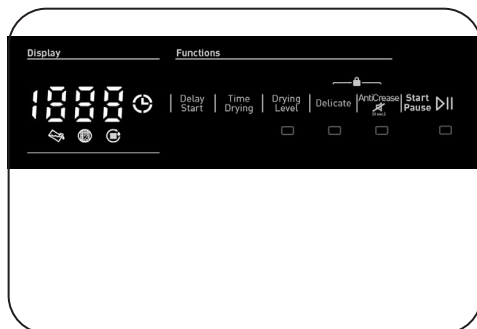 Display
Functions
1888
Delay
Start
Time
Drying
Drying
Level
Delicate
AntiCrease
Start
Pause